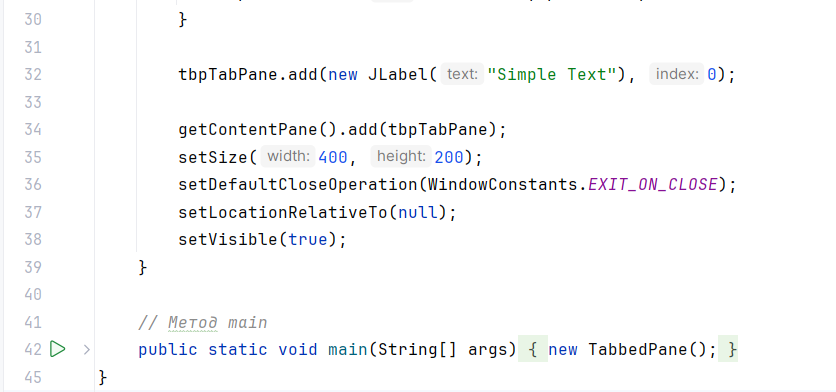 30 }
31
32 tbpTabPane.add(new JLabel( text: "Simple Text"), index: 0);
33
34 getContentPane().add(tbpTabPane);
35 setSize( width: 400, height: 200);
36 setDefaultCloseOperation(WindowConstants.EXIT_ON_CLOSE);
37 setLocationRelativeTo(null);
38 setVisible(true);
39 }
40
41 // Метод main
42 public static void main(String[] args) { new TabbedPane(); }
45 }